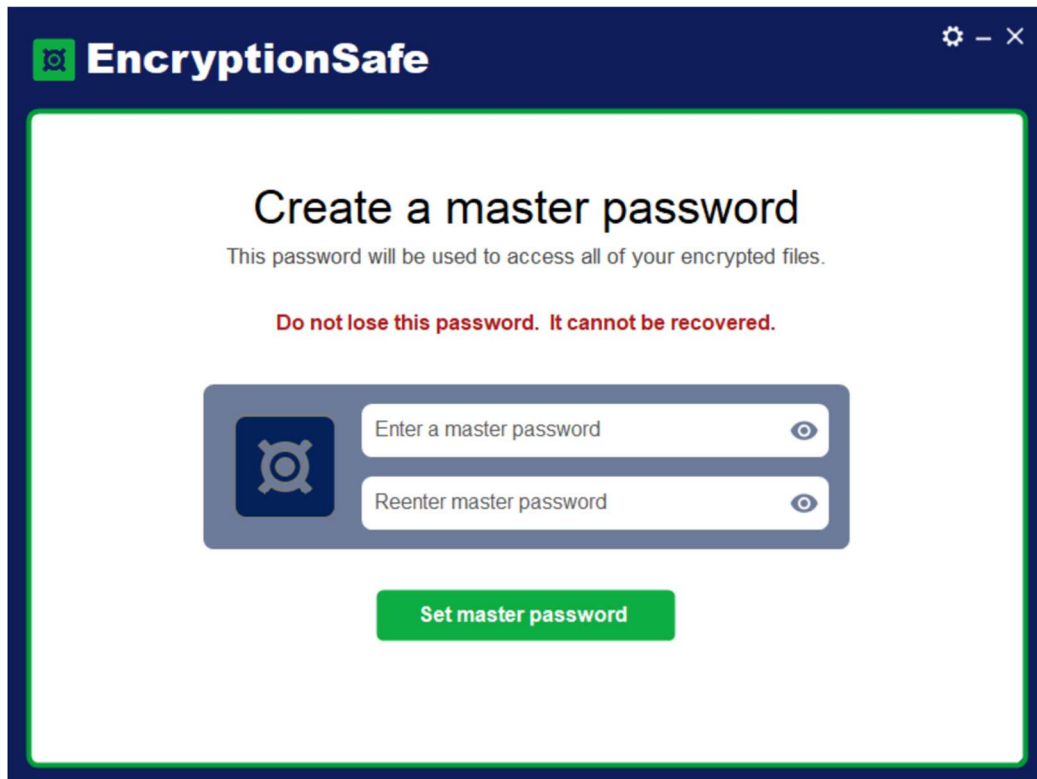 EncryptionSafe
Create a master password
This password will be used to access all of your encrypted files.
Do not lose this password.  It cannot be recovered.
Enter a master password
Reenter master password
Set master password